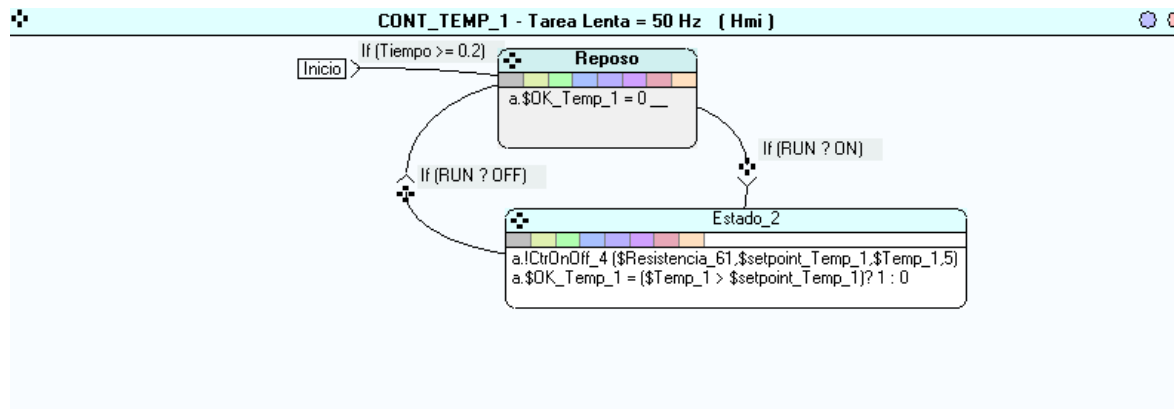 CONT_TEMP_1 - Tarea Lenta = 50 Hz ( Hmi )
If (Tiempo >= 0.2)
Inicio
Reposo
a.$OK_Temp_1 = 0 __
If (RUN ? ON)
If (RUN ? OFF)
Estado_2
a.!CtrOnOff_4 ($Resistencia_61,$setpoint_Temp_1,$Temp_1,5)
a.$OK_Temp_1 = ($Temp_1 > $setpoint_Temp_1)? 1 : 0